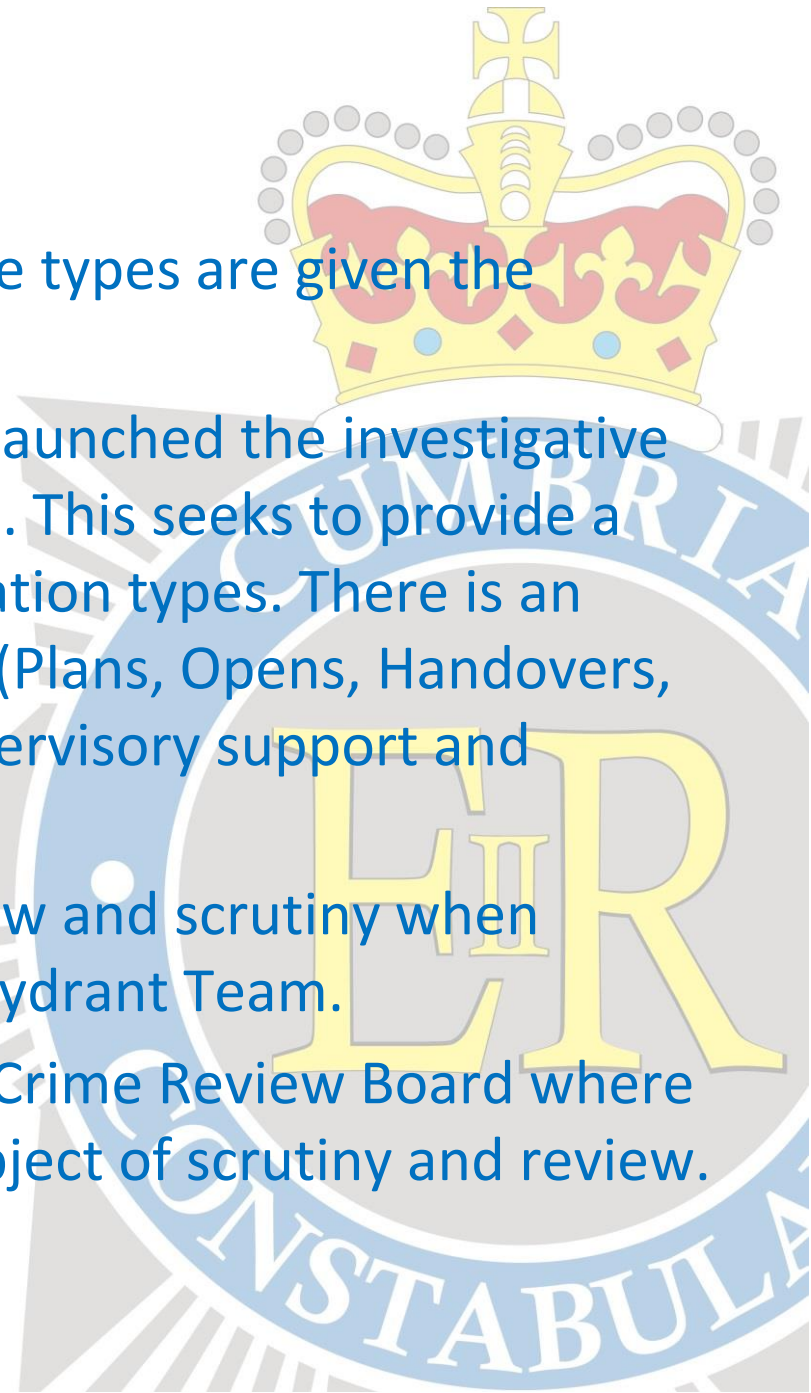 e types are given the
aunched the investigative
. This seeks to provide a
ation types. There is an
(Plans, Opens, Handovers,
ervisory support and
w and scrutiny when
ydrant Team.
Crime Review Board where
ject of scrutiny and review.
CUMBRIA
EIIR
CONSTABULA